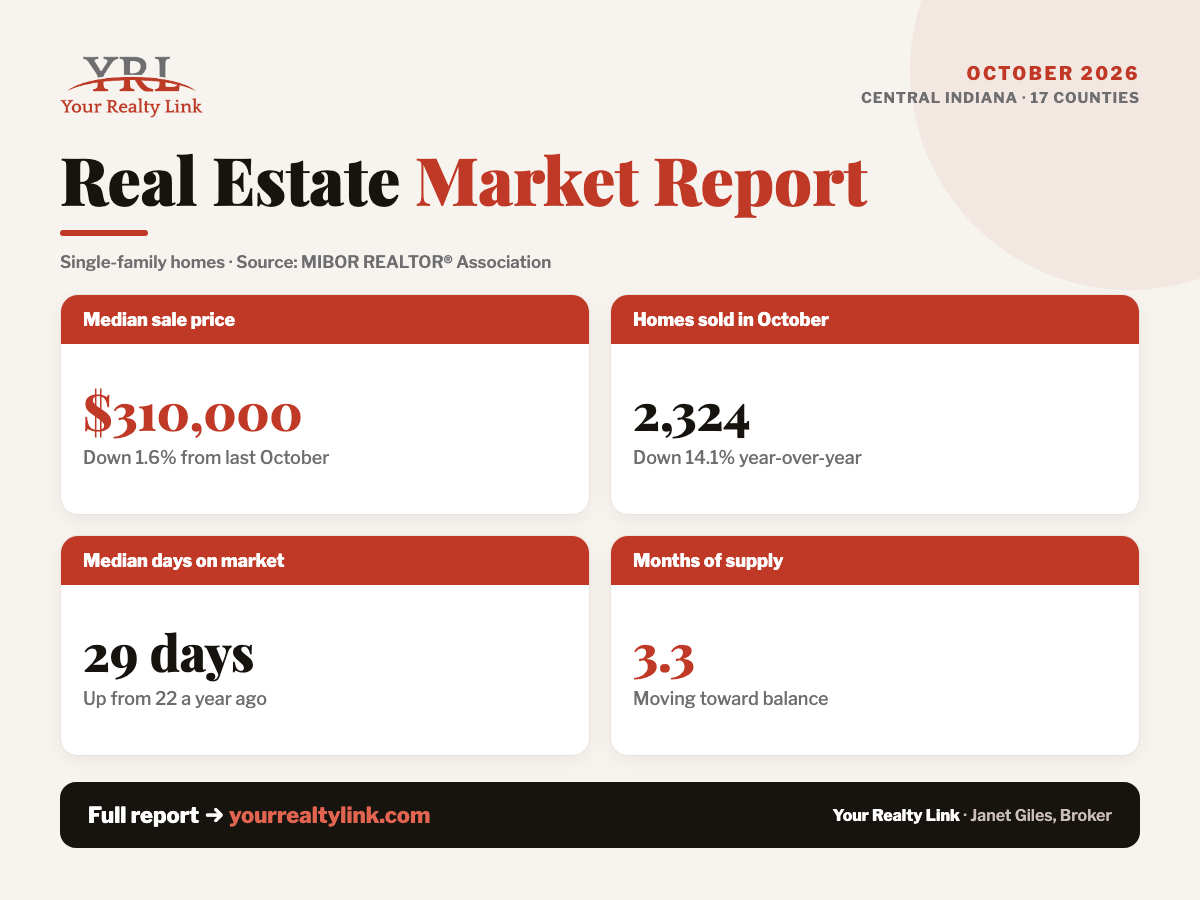 YRL
Your Realty Link
OCTOBER 2026
CENTRAL INDIANA · 17 COUNTIES
Real Estate Market Report
Single-family homes · Source: MIBOR REALTOR® Association
Median sale price
$310,000
Down 1.6% from last October
Homes sold in October
2,324
Down 14.1% year-over-year
Median days on market
29 days
Up from 22 a year ago
Months of supply
3.3
Moving toward balance
Full report → yourrealtylink.com
Your Realty Link · Janet Giles, Broker